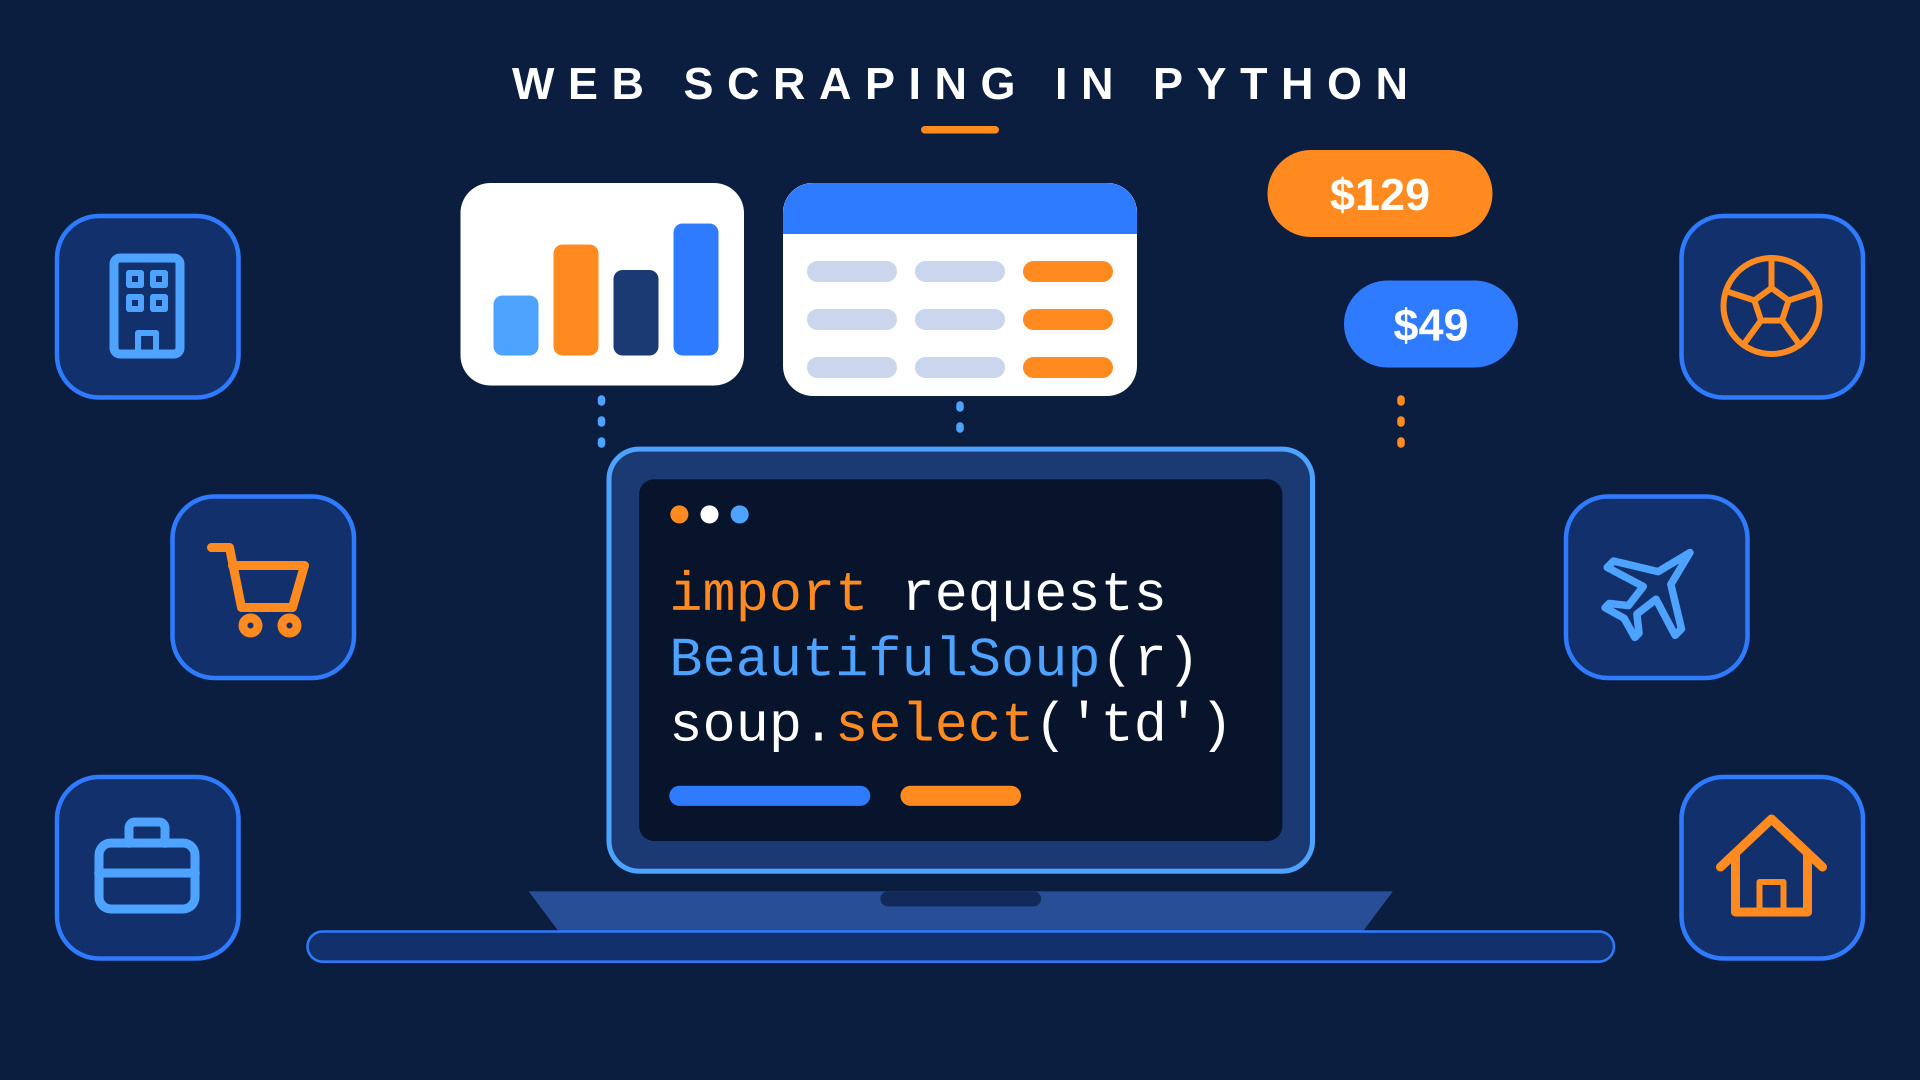 WEB SCRAPING IN PYTHON
$129
$49
import requests
BeautifulSoup(r)
soup.select('td')